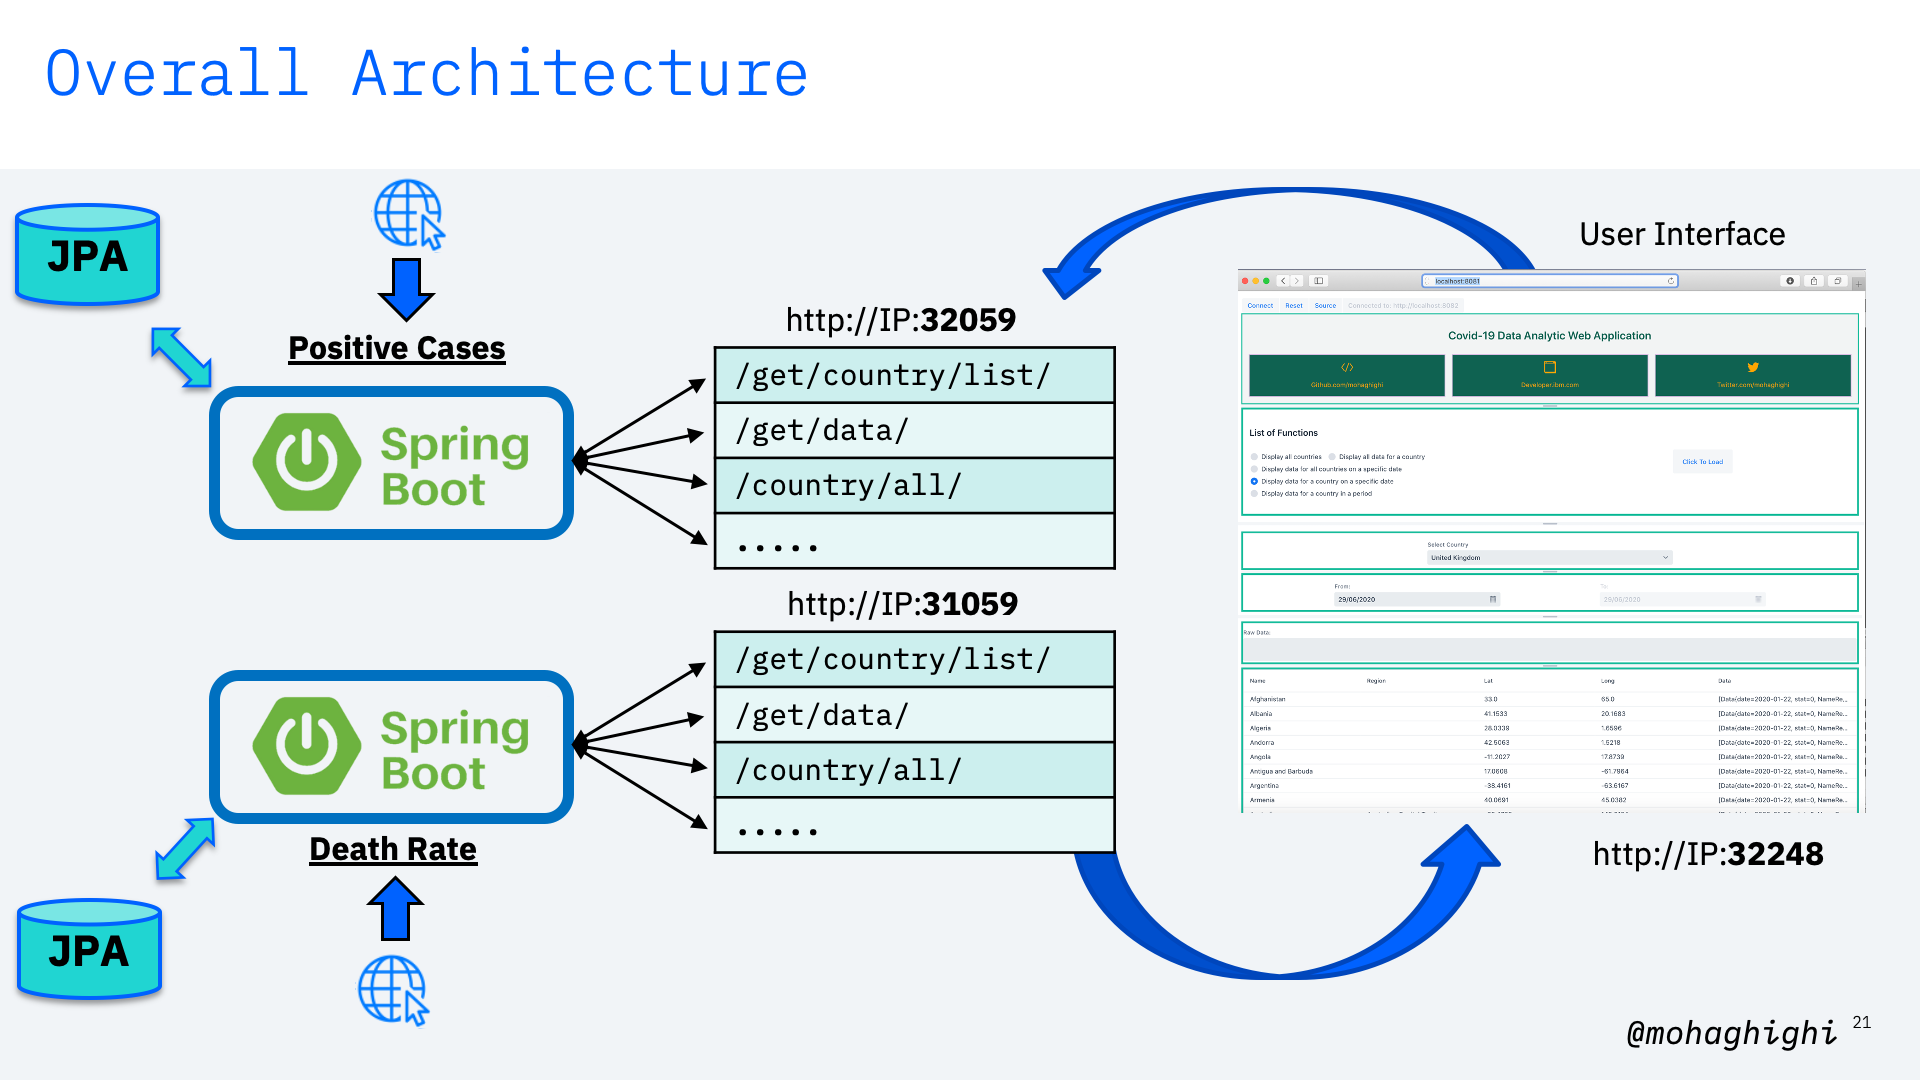 Overall Architecture
JPA
Positive Cases
Spring
Boot
http://IP:32059
/get/country/list/
/get/data/
/country/all/
.....
http://IP:31059
/get/country/list/
/get/data/
/country/all/
.....
Spring
Boot
Death Rate
JPA
User Interface
localhost:8081
Connect Reset Source Connected to: http://localhost:8082
Covid-19 Data Analytic Web Application
Github.com/mohaghighi Developer.ibm.com Twitter.com/mohaghighi
List of Functions
Display all countries Display all data for a country
Display data for all countries on a specific date
Display data for a country on a specific date
Display data for a country in a period
Click To Load
Select Country
United Kingdom
From: To:
29/06/2020 29/06/2020
Raw Data:
Name Region Lat Long Data
Afghanistan 33.0 65.0 [Data{date=2020-01-22, stat=0, NameRe...
Albania 41.1533 20.1683 [Data{date=2020-01-22, stat=0, NameRe...
Algeria 28.0339 1.6596 [Data{date=2020-01-22, stat=0, NameRe...
Andorra 42.5063 1.5218 [Data{date=2020-01-22, stat=0, NameRe...
Angola -11.2027 17.8739 [Data{date=2020-01-22, stat=0, NameRe...
Antigua and Barbuda 17.0608 -61.7964 [Data{date=2020-01-22, stat=0, NameRe...
Argentina -38.4161 -63.6167 [Data{date=2020-01-22, stat=0, NameRe...
Armenia 40.0691 45.0382 [Data{date=2020-01-22, stat=0, NameRe...
http://IP:32248
@mohaghighi 21